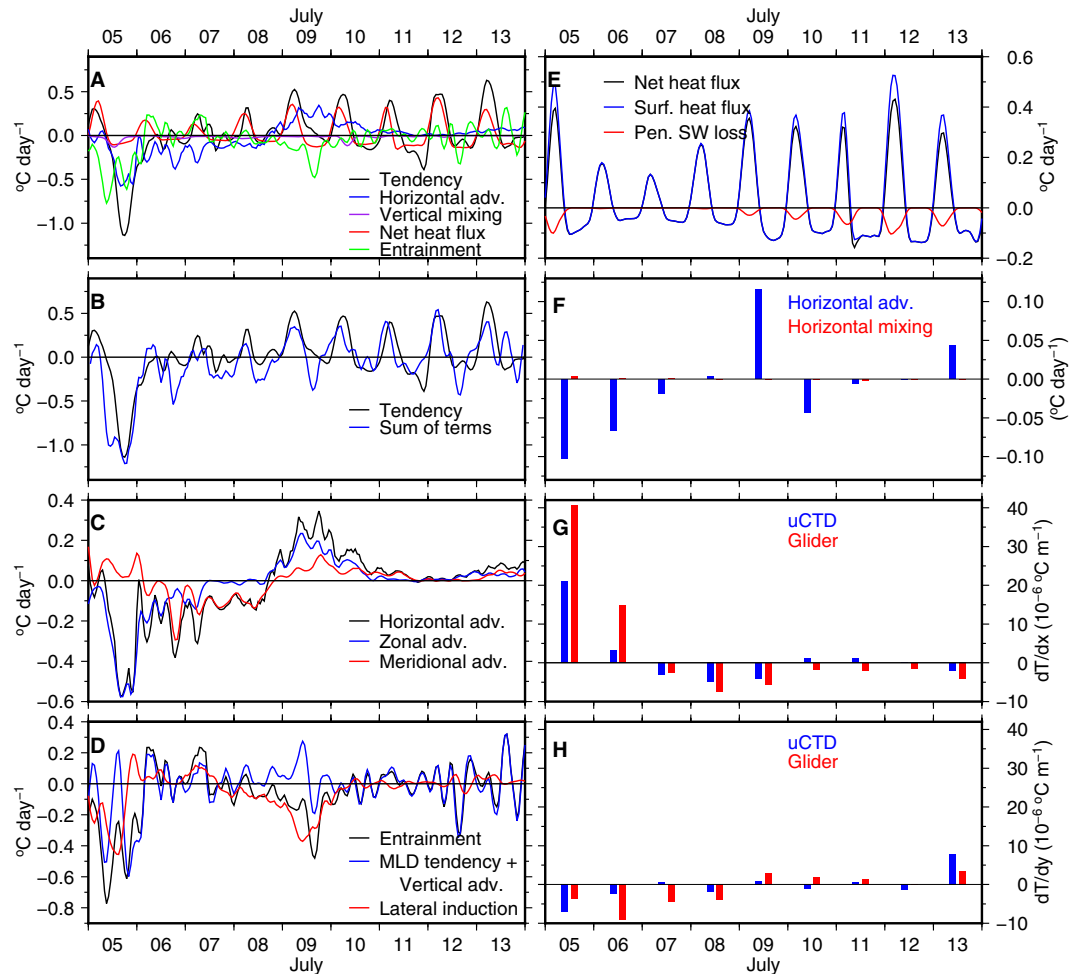 July
05 06 07 08 09 10 11 12 13
A
0.5
0.0
−0.5
−1.0
ºC day⁻¹
Tendency
Horizontal adv.
Vertical mixing
Net heat flux
Entrainment
B
0.5
0.0
−0.5
−1.0
ºC day⁻¹
Tendency
Sum of terms
C
0.4
0.2
0.0
−0.2
−0.4
−0.6
ºC day⁻¹
Horizontal adv.
Zonal adv.
Meridional adv.
D
0.4
0.2
0.0
−0.2
−0.4
−0.6
−0.8
ºC day⁻¹
Entrainment
MLD tendency +
Vertical adv.
Lateral induction
05 06 07 08 09 10 11 12 13
July
July
05 06 07 08 09 10 11 12 13
E
Net heat flux
Surf. heat flux
Pen. SW loss
0.6
0.4
0.2
0.0
−0.2
ºC day⁻¹
F
Horizontal adv.
Horizontal mixing
0.10
0.05
0.00
−0.05
−0.10
(ºC day⁻¹)
G
uCTD
Glider
40
30
20
10
0
−10
dT/dx (10⁻⁶ ºC m⁻¹)
H
uCTD
Glider
40
30
20
10
0
−10
dT/dy (10⁻⁶ ºC m⁻¹)
05 06 07 08 09 10 11 12 13
July